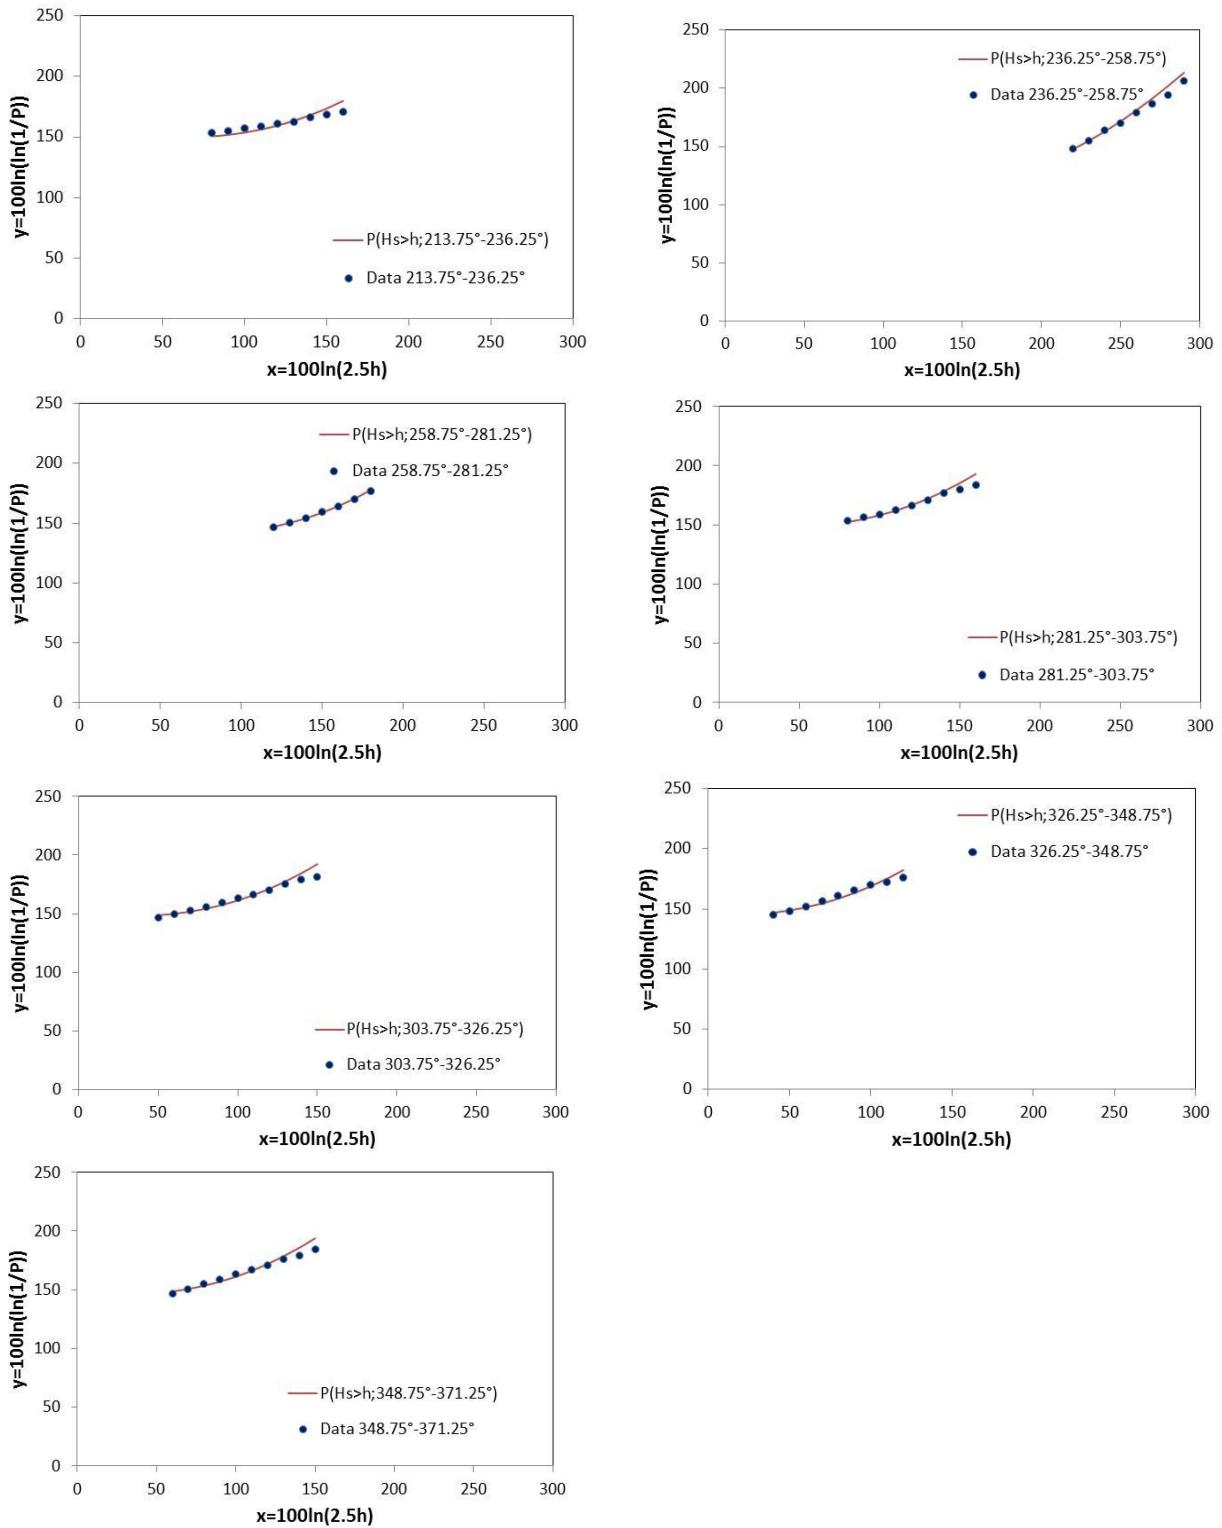 250
200
150
100
50
0
y=100ln(ln(1/P))
P(Hs>h;213.75°-236.25°)
Data 213.75°-236.25°
0 50 100 150 200 250 300
x=100ln(2.5h)
250
200
150
100
50
0
y=100ln(ln(1/P))
P(Hs>h;236.25°-258.75°)
Data 236.25°-258.75°
0 50 100 150 200 250 300
x=100ln(2.5h)
250
200
150
100
50
0
y=100ln(ln(1/P))
P(Hs>h;258.75°-281.25°)
Data 258.75°-281.25°
0 50 100 150 200 250 300
x=100ln(2.5h)
250
200
150
100
50
0
y=100ln(ln(1/P))
P(Hs>h;281.25°-303.75°)
Data 281.25°-303.75°
0 50 100 150 200 250 300
x=100ln(2.5h)
250
200
150
100
50
0
y=100ln(ln(1/P))
P(Hs>h;303.75°-326.25°)
Data 303.75°-326.25°
0 50 100 150 200 250 300
x=100ln(2.5h)
250
200
150
100
50
0
y=100ln(ln(1/P))
P(Hs>h;326.25°-348.75°)
Data 326.25°-348.75°
0 50 100 150 200 250 300
x=100ln(2.5h)
250
200
150
100
50
0
y=100ln(ln(1/P))
P(Hs>h;348.75°-371.25°)
Data 348.75°-371.25°
0 50 100 150 200 250 300
x=100ln(2.5h)